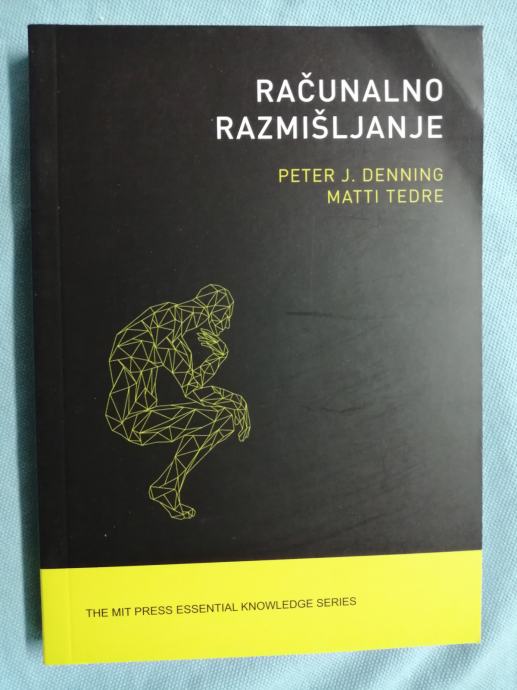 RAČUNALNO
RAZMIŠLJANJE
PETER J. DENNING
MATTI TEDRE
THE MIT PRESS ESSENTIAL KNOWLEDGE SERIES